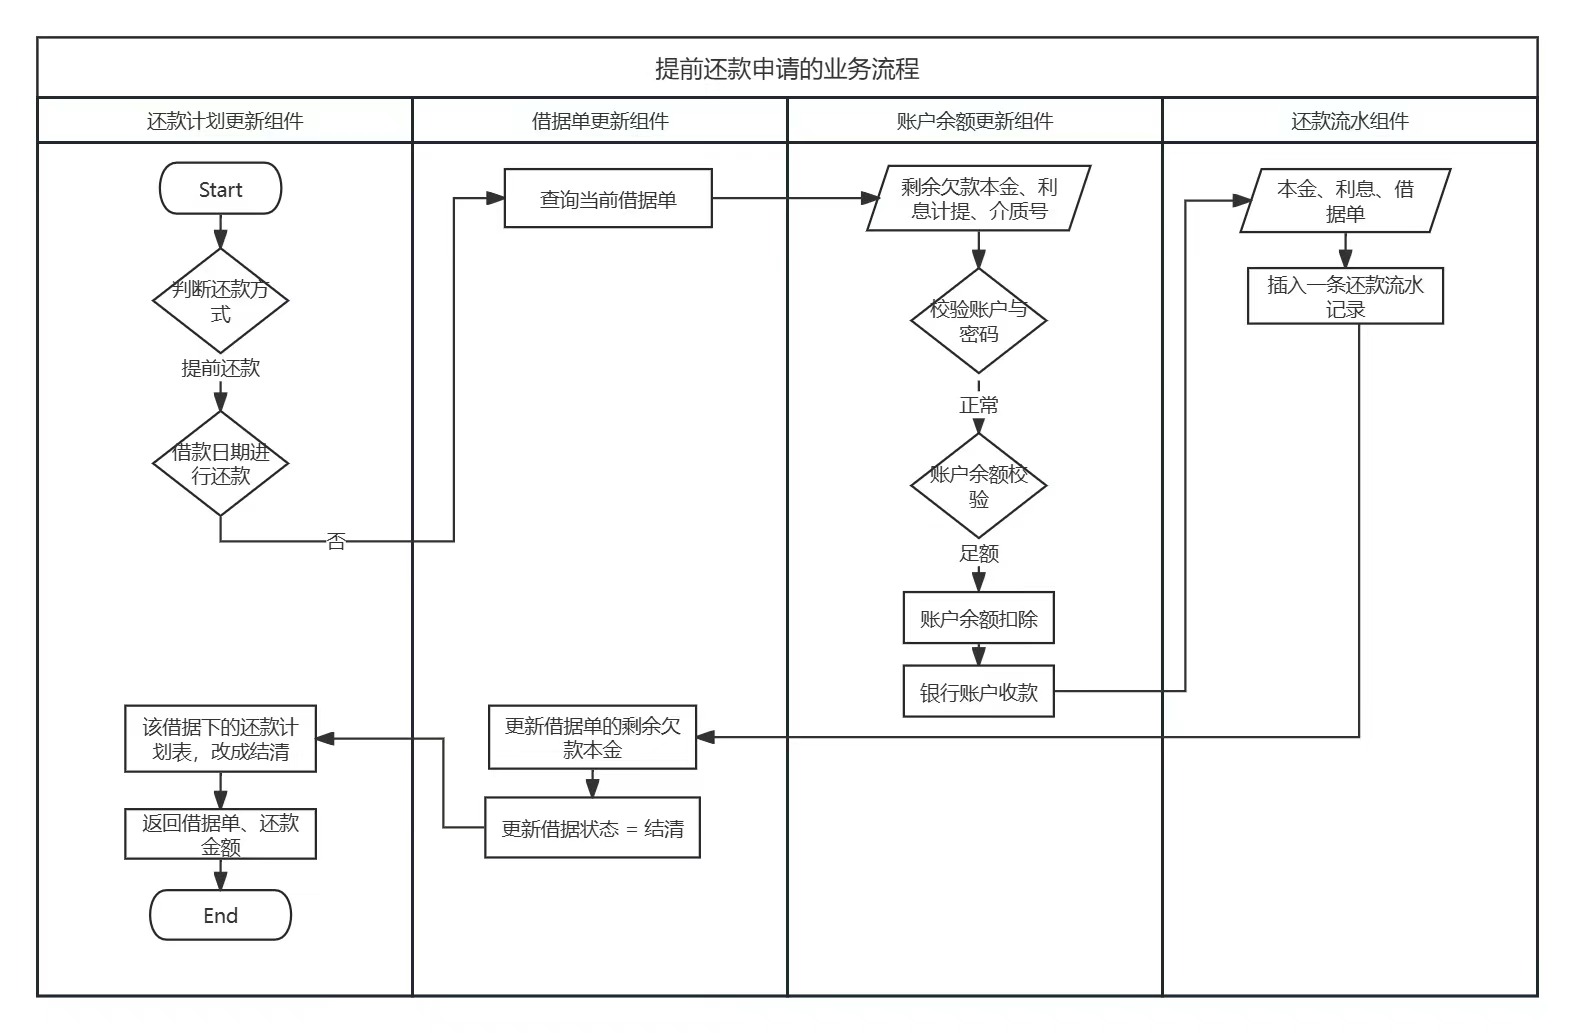 提前还款申请的业务流程
还款计划更新组件
借据单更新组件
账户余额更新组件
还款流水组件
Start
判断还款方
式
提前还款
借款日期进
行还款
否
查询当前借据单
剩余欠款本金、利
息计提、介质号
校验账户与
密码
正常
账户余额校
验
足额
账户余额扣除
银行账户收款
本金、利息、借
据单
插入一条还款流水
记录
更新借据单的剩余欠
款本金
更新借据状态 = 结清
该借据下的还款计
划表，改成结清
返回借据单、还款
金额
End